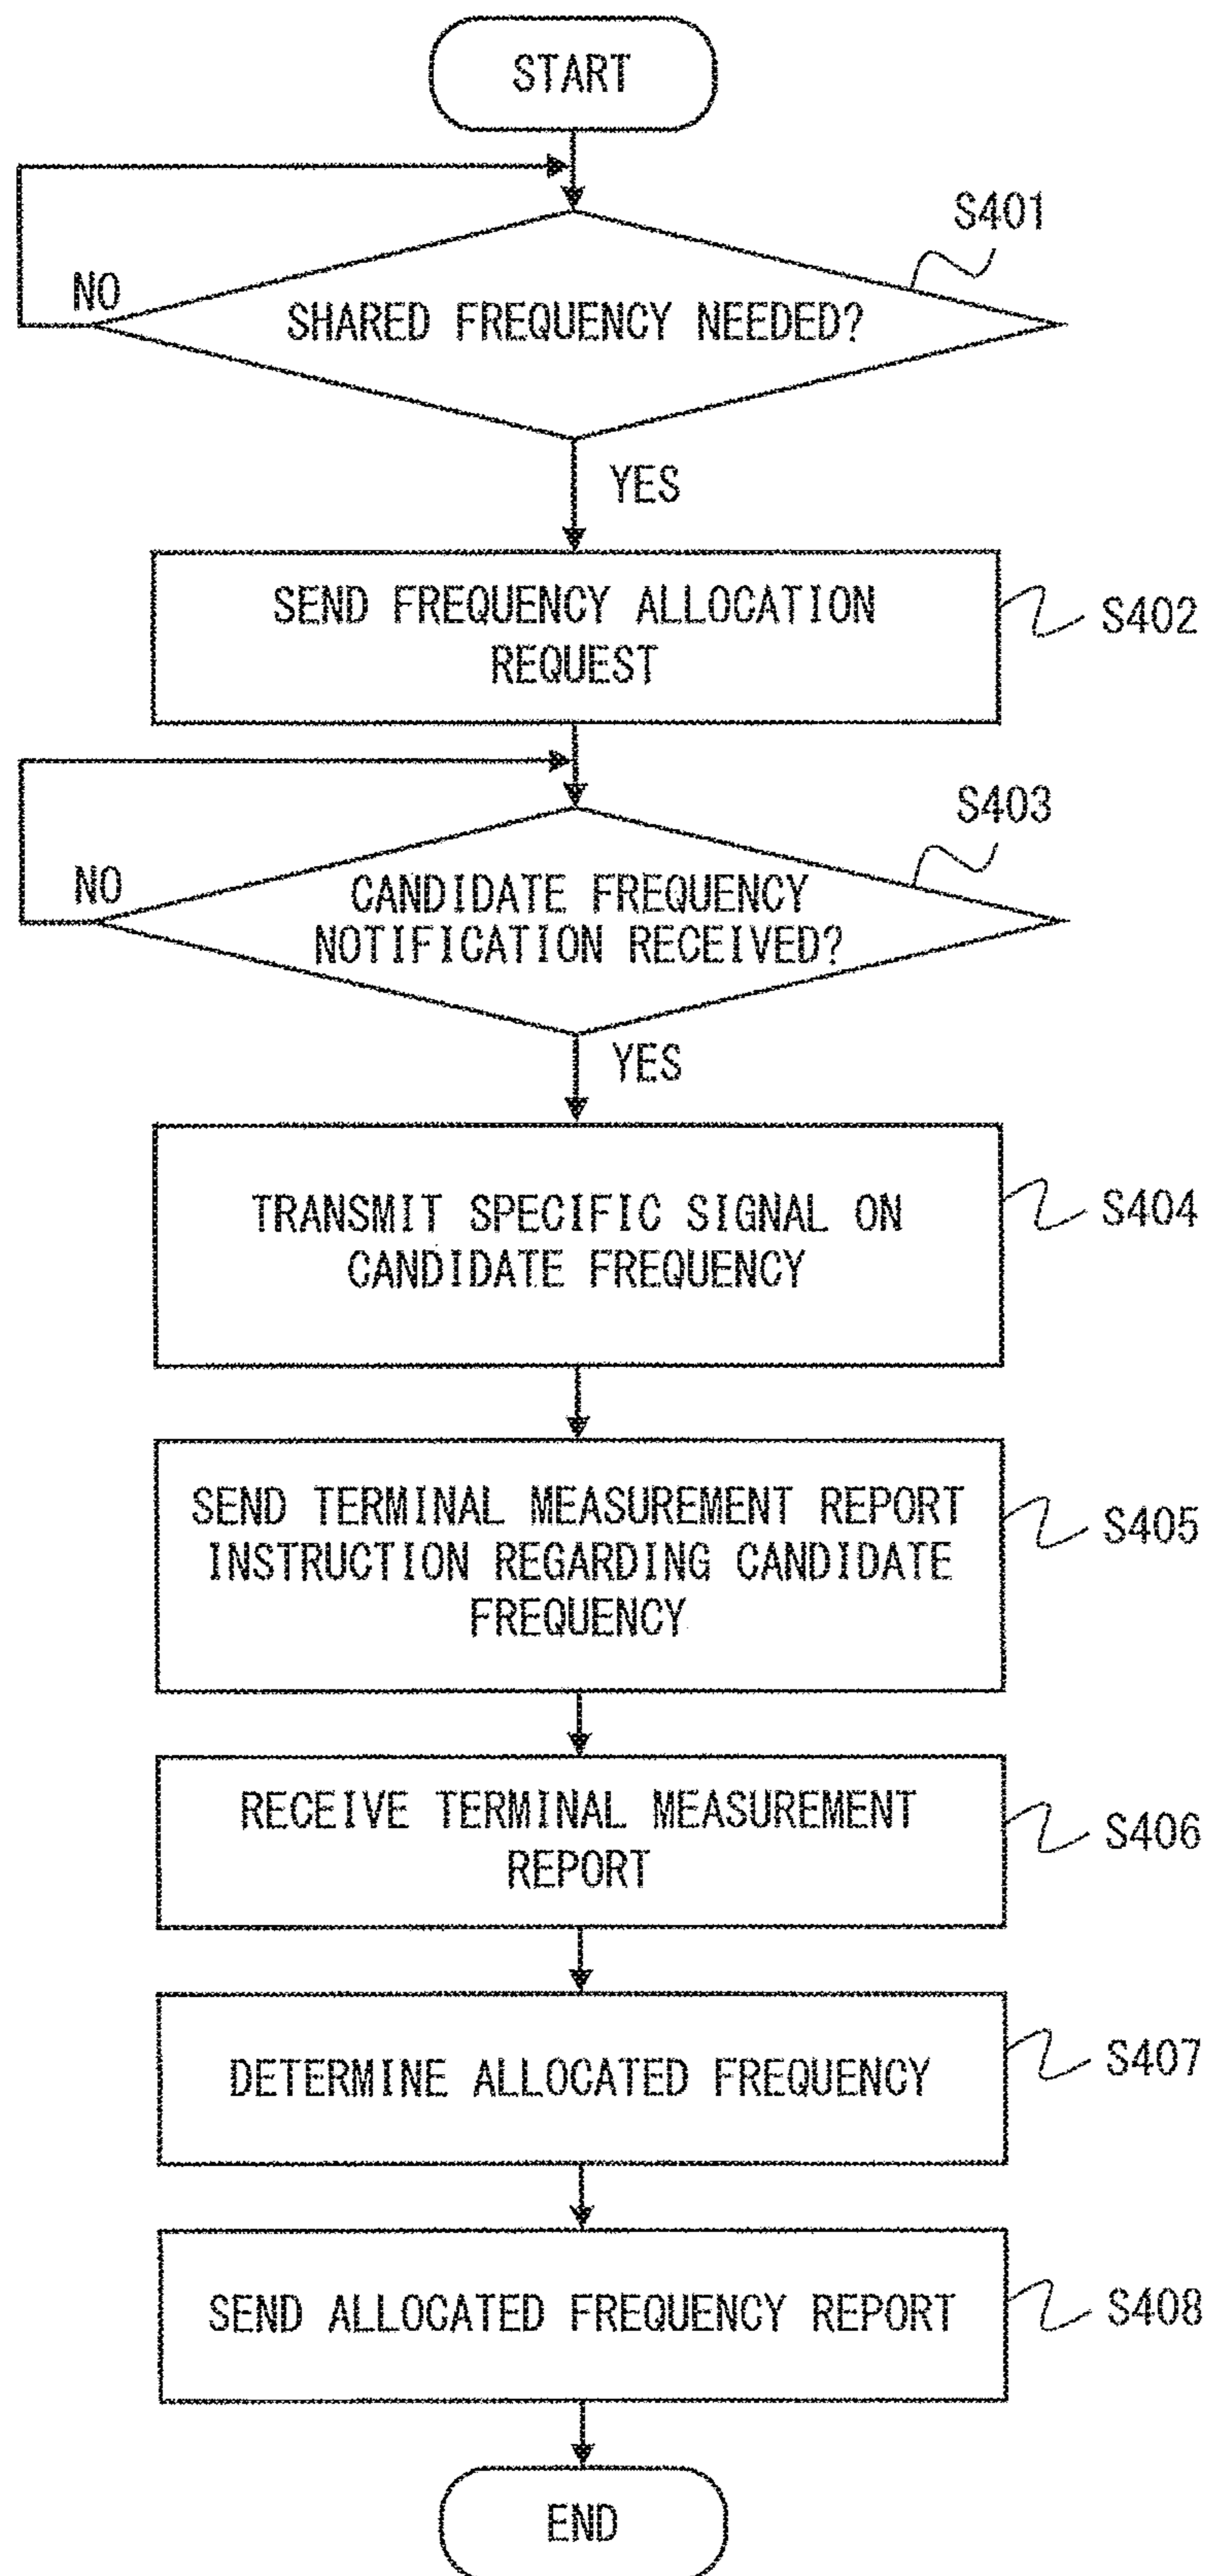 START
S401
NO
SHARED FREQUENCY NEEDED?
YES
SEND FREQUENCY ALLOCATION
REQUEST
S402
S403
NO
CANDIDATE FREQUENCY
NOTIFICATION RECEIVED?
YES
TRANSMIT SPECIFIC SIGNAL ON
CANDIDATE FREQUENCY
S404
SEND TERMINAL MEASUREMENT REPORT
INSTRUCTION REGARDING CANDIDATE
FREQUENCY
S405
RECEIVE TERMINAL MEASUREMENT
REPORT
S406
DETERMINE ALLOCATED FREQUENCY
S407
SEND ALLOCATED FREQUENCY REPORT
S408
END